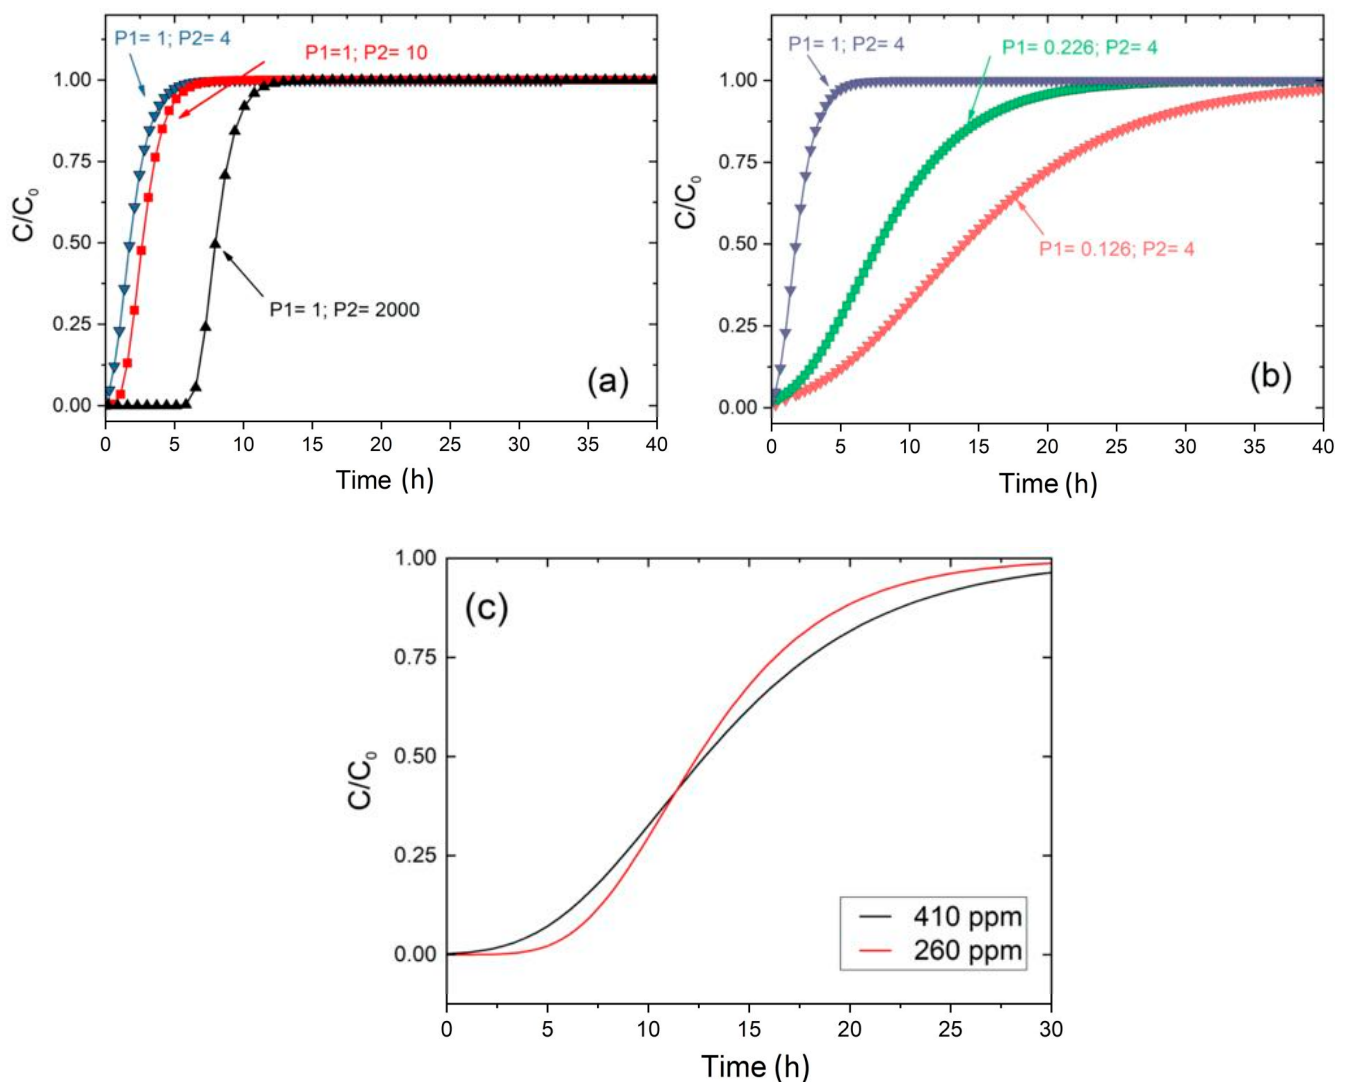 P1= 1; P2= 4
P1=1; P2= 10
P1= 1; P2= 2000
(a)
C/C0
1.00
0.75
0.50
0.25
0.00
0 5 10 15 20 25 30 35 40
Time (h)
P1= 1; P2= 4
P1= 0.226; P2= 4
P1= 0.126; P2= 4
(b)
C/C0
1.00
0.75
0.50
0.25
0.00
0 5 10 15 20 25 30 35 40
Time (h)
(c)
C/C0
1.00
0.75
0.50
0.25
0.00
410 ppm
260 ppm
0 5 10 15 20 25 30
Time (h)